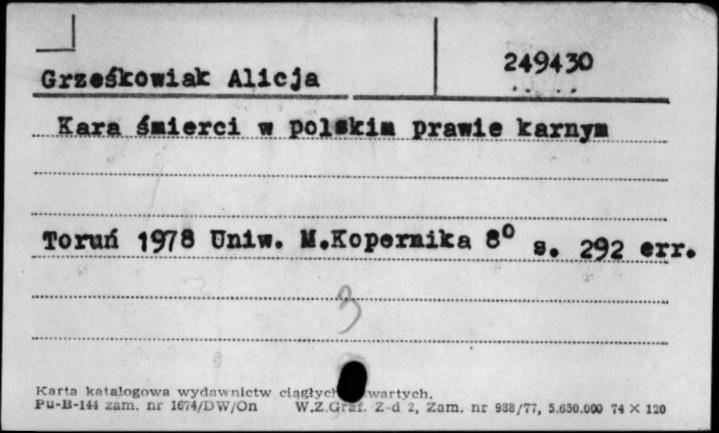 Grześkowiak Alicja
249430
Kara śmierci w polskim prawie karnym
Toruń 1978 Uniw. M.Kopernika 8⁰ s. 292 err.
3
Karta katalogowa wydawnictw ciągłych
Pu-B-144 zam. nr 1674/DW/On W.Z.Graf. Z-d 2, Zam. nr 938/77, 5.650.000 74 × 120